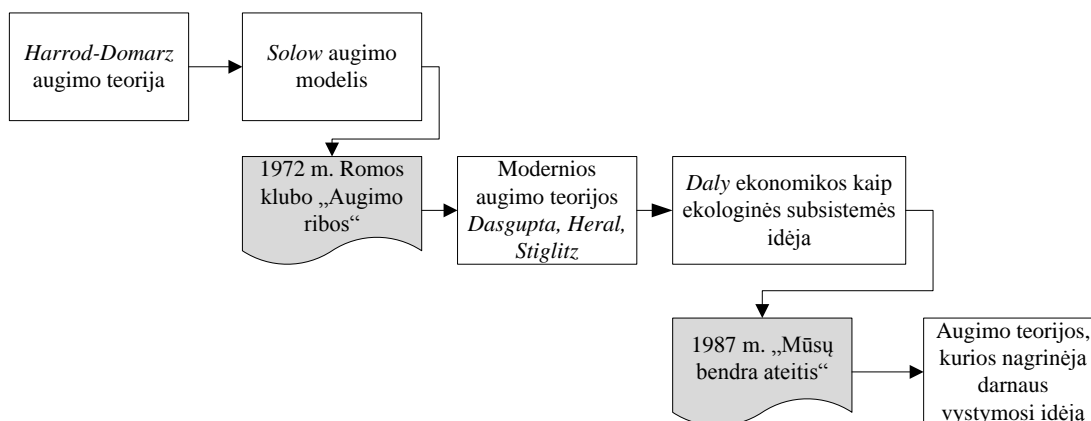 Harrod-Domarz
augimo teorija
Solow augimo
modelis
1972 m. Romos
klubo „Augimo
ribos“
Modernios
augimo teorijos
Dasgupta, Heral,
Stiglitz
Daly ekonomikos kaip
ekologinės subsistemės
idėja
1987 m. „Mūsų
bendra ateitis“
Augimo teorijos,
kurios nagrinėja
darnaus
vystymosi idėją